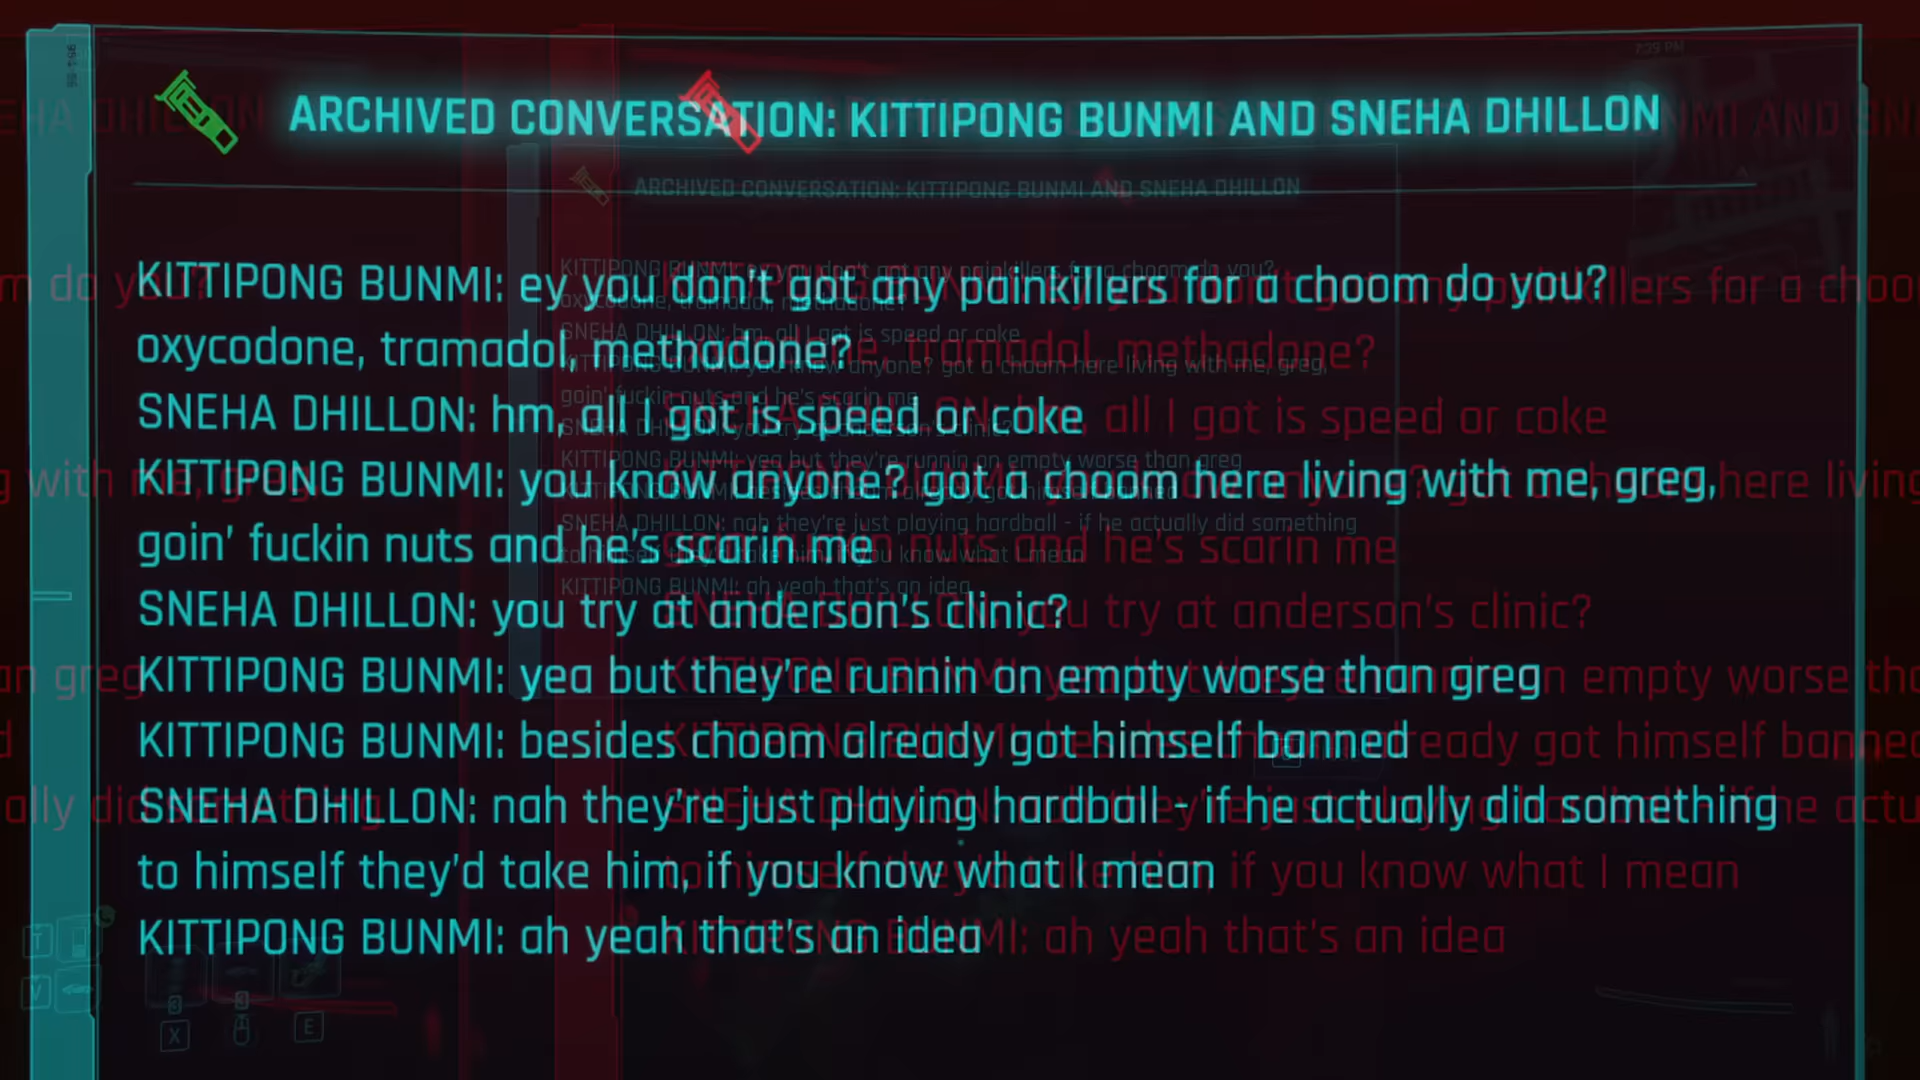 7:25 PM
ARCHIVED CONVERSATION: KITTIPONG BUNMI AND SNEHA DHILLON
KITTIPONG BUNMI: ey you don't got any painkillers for a choom do you?
oxycodone, tramadol, methadone?
SNEHA DHILLON: hm, all I got is speed or coke
KITTIPONG BUNMI: you know anyone? got a choom here living with me, greg,
goin' fuckin nuts and he's scarin me
SNEHA DHILLON: you try at anderson's clinic?
KITTIPONG BUNMI: yea but they're runnin on empty worse than greg
KITTIPONG BUNMI: besides choom already got himself banned
SNEHA DHILLON: nah they're just playing hardball - if he actually did something
to himself they'd take him, if you know what I mean
KITTIPONG BUNMI: ah yeah that's an idea
T
V
3
3
X
E